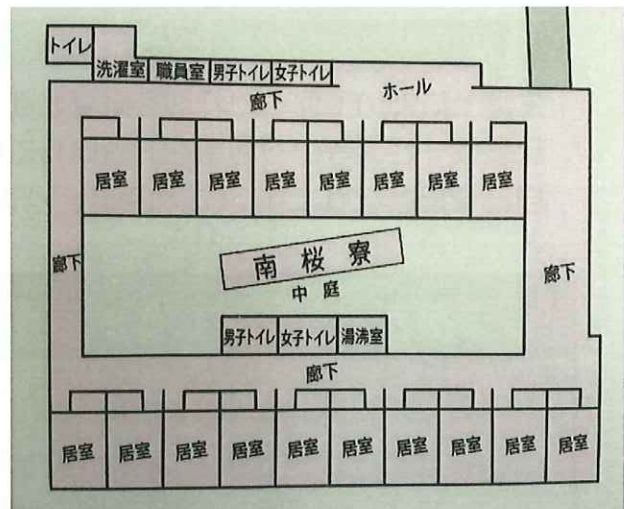 トイレ
洗濯室 職員室 男子トイレ 女子トイレ ホール
廊下
居室 居室 居室 居室 居室 居室 居室 居室
南桜寮
廊下 廊下
中庭
男子トイレ 女子トイレ 湯沸室
廊下
居室 居室 居室 居室 居室 居室 居室 居室 居室 居室